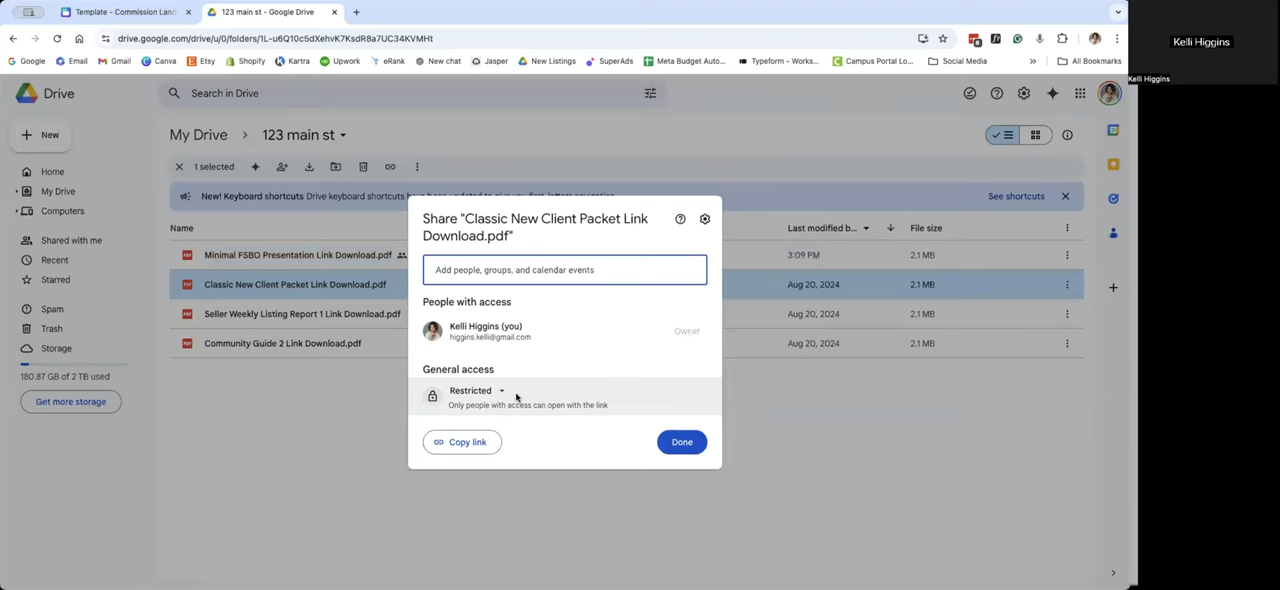 Template - Commission Land
123 main st - Google Drive
Kelli Higgins
drive.google.com/drive/u/0/folders/1L-u6Q10c5dXehvK7KsdR8a7UC34KVMHt
Google
Email
Gmail
Canva
Etsy
Shopify
Kartra
Upwork
eRank
New chat
Jasper
New Listings
SuperAds
Meta Budget Auto...
Typeform - Works...
Campus Portal Lo...
Social Media
All Bookmarks
Kelli Higgins
Drive
Search in Drive
New
My Drive
123 main st
1 selected
Home
My Drive
Computers
Shared with me
Recent
Starred
Spam
Trash
Storage
180.87 GB of 2 TB used
Get more storage
New! Keyboard shortcuts
See shortcuts
Name
Last modified b...
File size
Minimal FSBO Presentation Link Download.pdf
3:09 PM
2.1 MB
Classic New Client Packet Link Download.pdf
Aug 20, 2024
2.1 MB
Seller Weekly Listing Report 1 Link Download.pdf
Aug 20, 2024
2.1 MB
Community Guide 2 Link Download.pdf
Aug 20, 2024
2.1 MB
Share "Classic New Client Packet Link
Download.pdf"
Add people, groups, and calendar events
People with access
Kelli Higgins (you)
higgins.kelli@gmail.com
Owner
General access
Restricted
Only people with access can open with the link
Copy link
Done